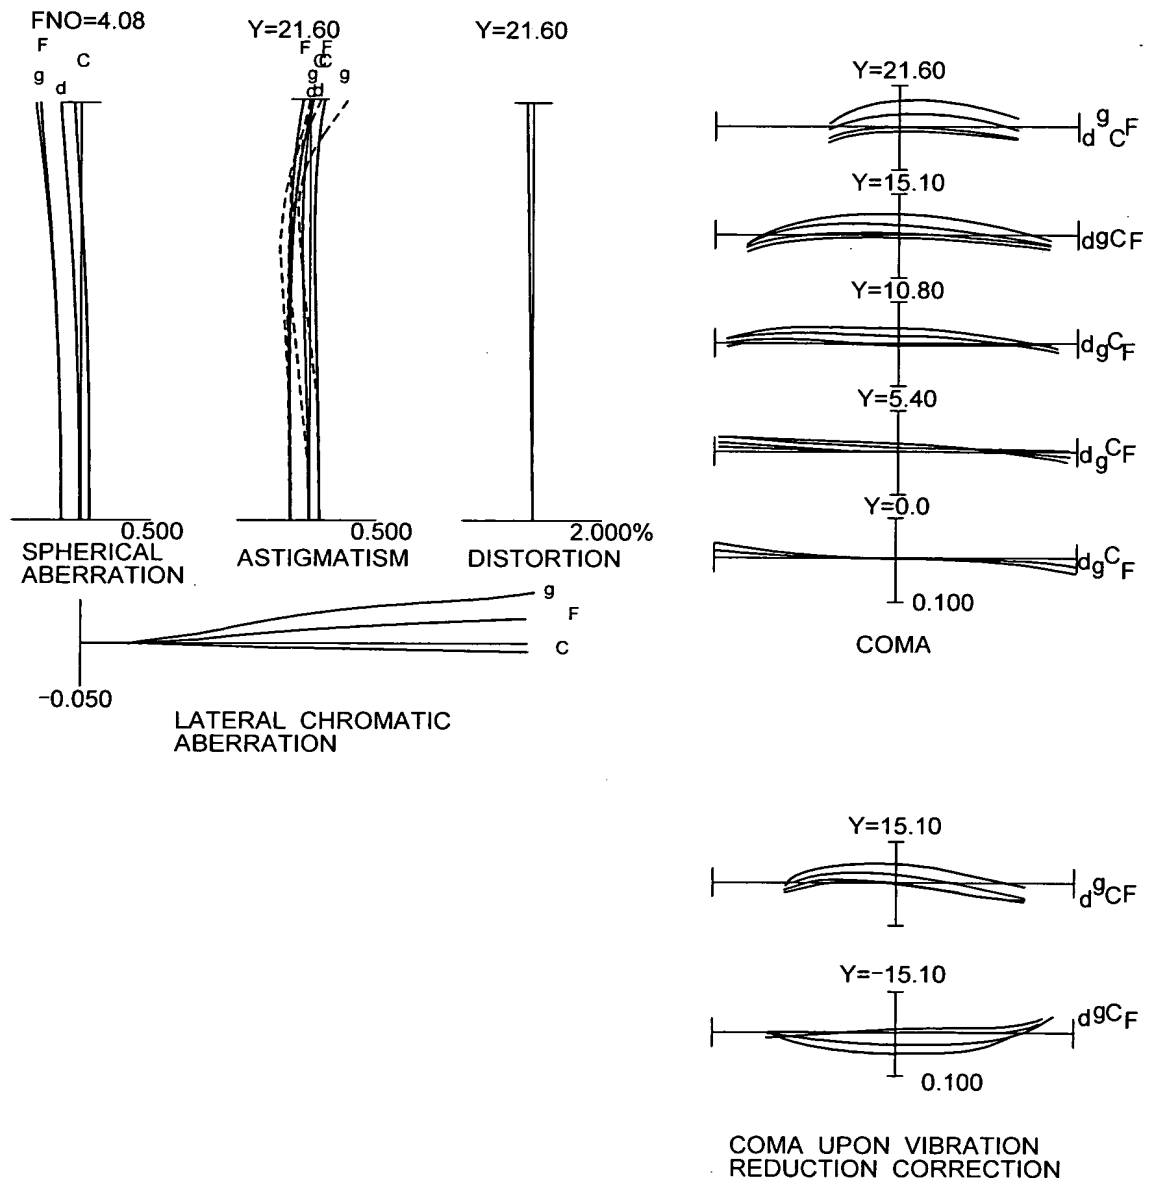 FNO=4.08
F
C
g
d
Y=21.60
F F
C C
g g
d d
Y=21.60
0.500
SPHERICAL
ABERRATION
0.500
ASTIGMATISM
2.000%
DISTORTION
g
F
C
-0.050
LATERAL CHROMATIC
ABERRATION
Y=21.60
d g C F
Y=15.10
d g C F
Y=10.80
d g C F
Y=5.40
d g C F
Y=0.0
d g C F
0.100
COMA
Y=15.10
d g C F
Y=-15.10
d g C F
0.100
COMA UPON VIBRATION
REDUCTION CORRECTION